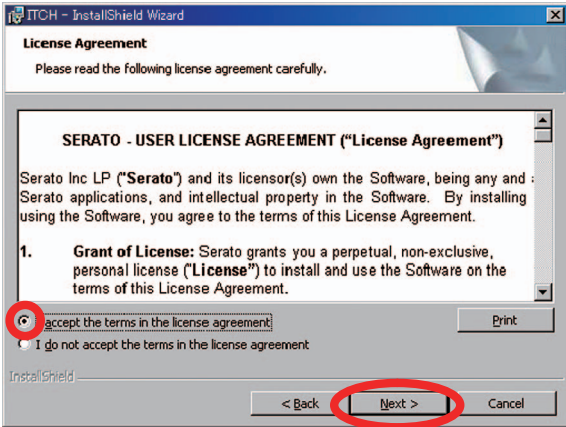 ITCH - InstallShield Wizard
License Agreement
Please read the following license agreement carefully.
SERATO - USER LICENSE AGREEMENT ("License Agreement")
Serato Inc LP ("Serato") and its licensor(s) own the Software, being any and
Serato applications, and intellectual property in the Software. By installing
using the Software, you agree to the terms of this License Agreement.
1. Grant of License: Serato grants you a perpetual, non-exclusive,
personal license ("License") to install and use the Software on the
terms of this License Agreement.
accept the terms in the license agreement
Print
I do not accept the terms in the license agreement
InstallShield
< Back
Next >
Cancel